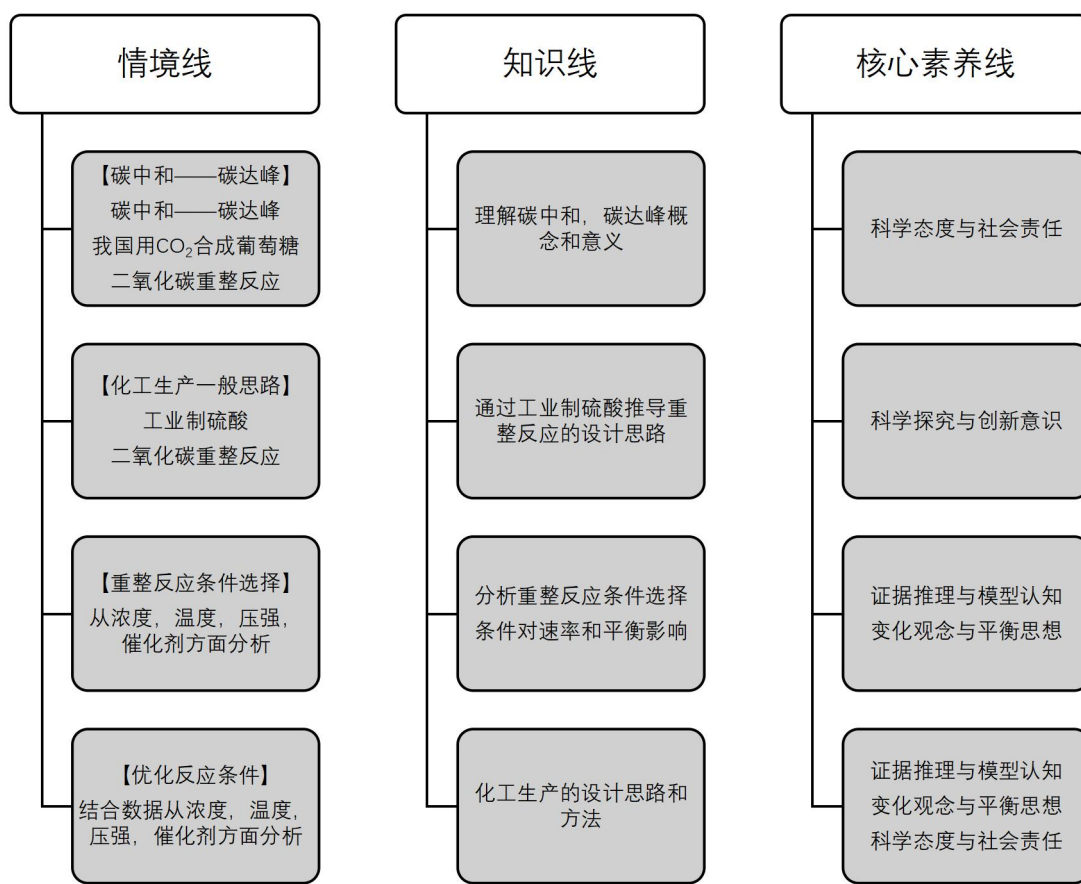 情境线
【碳中和——碳达峰】
碳中和——碳达峰
我国用CO₂合成葡萄糖
二氧化碳重整反应
【化工生产一般思路】
工业制硫酸
二氧化碳重整反应
【重整反应条件选择】
从浓度，温度，压强，
催化剂方面分析
【优化反应条件】
结合数据从浓度，温度，
压强，催化剂方面分析
知识线
理解碳中和，碳达峰概
念和意义
通过工业制硫酸推导重
整反应的设计思路
分析重整反应条件选择
条件对速率和平衡影响
化工生产的设计思路和
方法
核心素养线
科学态度与社会责任
科学探究与创新意识
证据推理与模型认知
变化观念与平衡思想
证据推理与模型认知
变化观念与平衡思想
科学态度与社会责任